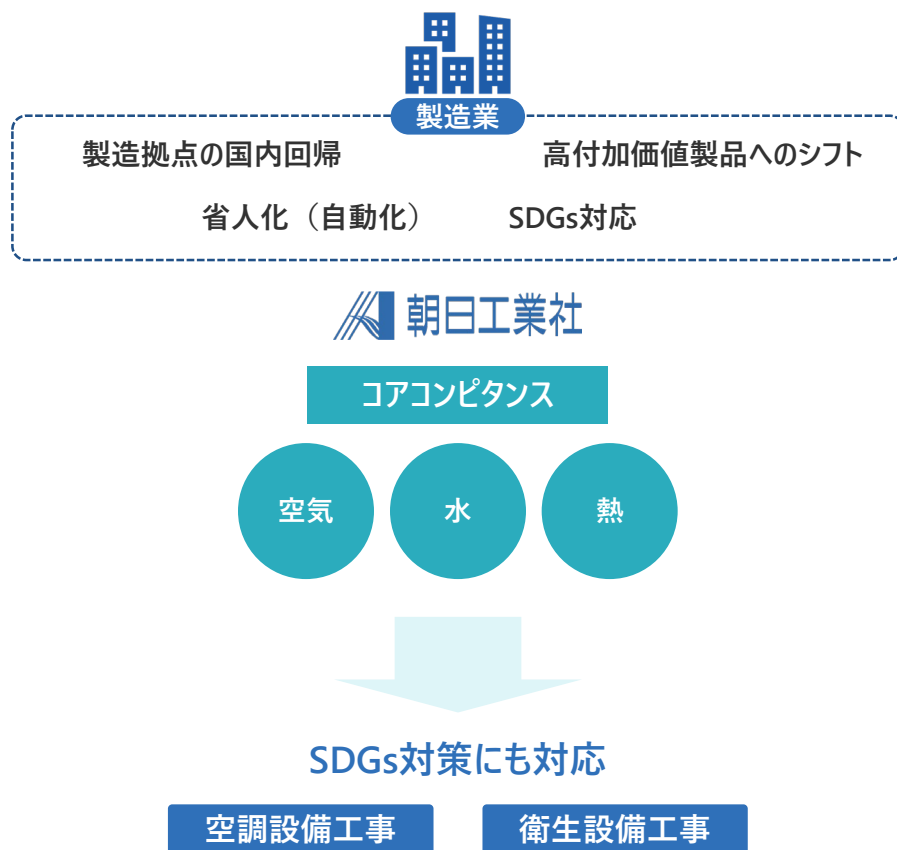 製造業
製造拠点の国内回帰 高付加価値製品へのシフト
省人化（自動化） SDGs対応
朝日工業社
コアコンピタンス
空気 水 熱
SDGs対策にも対応
空調設備工事 衛生設備工事